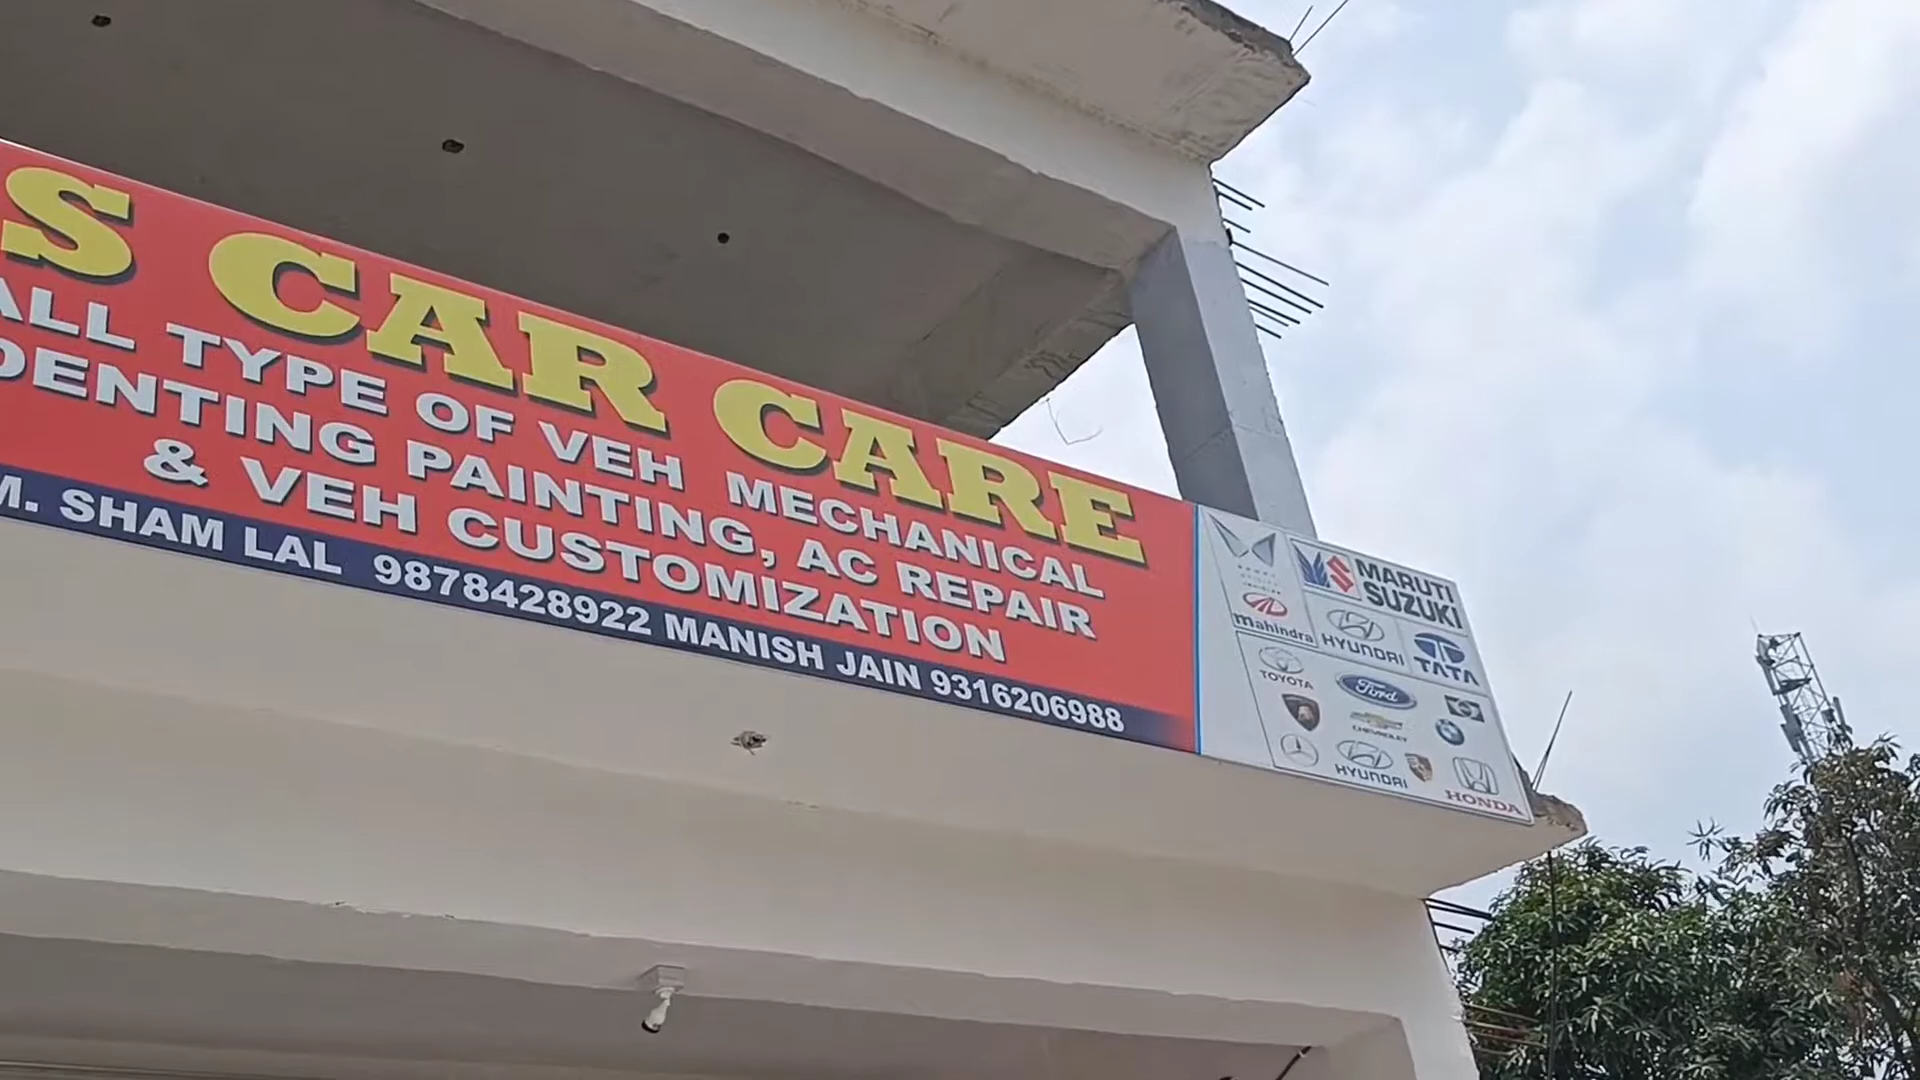 S CAR CARE
ALL TYPE OF VEH MECHANICAL
DENTING PAINTING, AC REPAIR
& VEH CUSTOMIZATION
M. SHAM LAL 9878428922 MANISH JAIN 9316206988
MARUTI
SUZUKI
mahindra
HYUNDAI
TATA
TOYOTA
Ford
CHEVROLET
HYUNDAI
HONDA